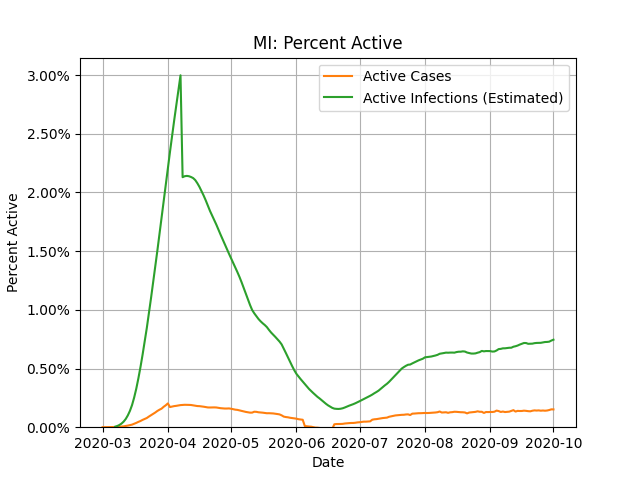 MI: Percent Active
Active Cases
Active Infections (Estimated)
3.00%
2.50%
2.00%
1.50%
1.00%
0.50%
0.00%
Percent Active
2020-03 2020-04 2020-05 2020-06 2020-07 2020-08 2020-09 2020-10
Date